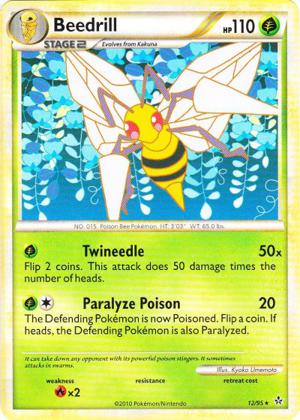 Beedrill HP 110
STAGE 2 Evolves from Kakuna
NO. 015 Poison Bee Pokémon. HT: 3'03" WT: 65.0 lbs.
Twineedle 50x
Flip 2 coins. This attack does 50 damage times the
number of heads.
Paralyze Poison 20
The Defending Pokémon is now Poisoned. Flip a coin. If
heads, the Defending Pokémon is also Paralyzed.
It can take down any opponent with its powerful poison stingers. It sometimes
attacks in swarms.
Illus. Kyoko Umemoto
weakness resistance retreat cost
x2
©2010 Pokémon/Nintendo 12/95 ★